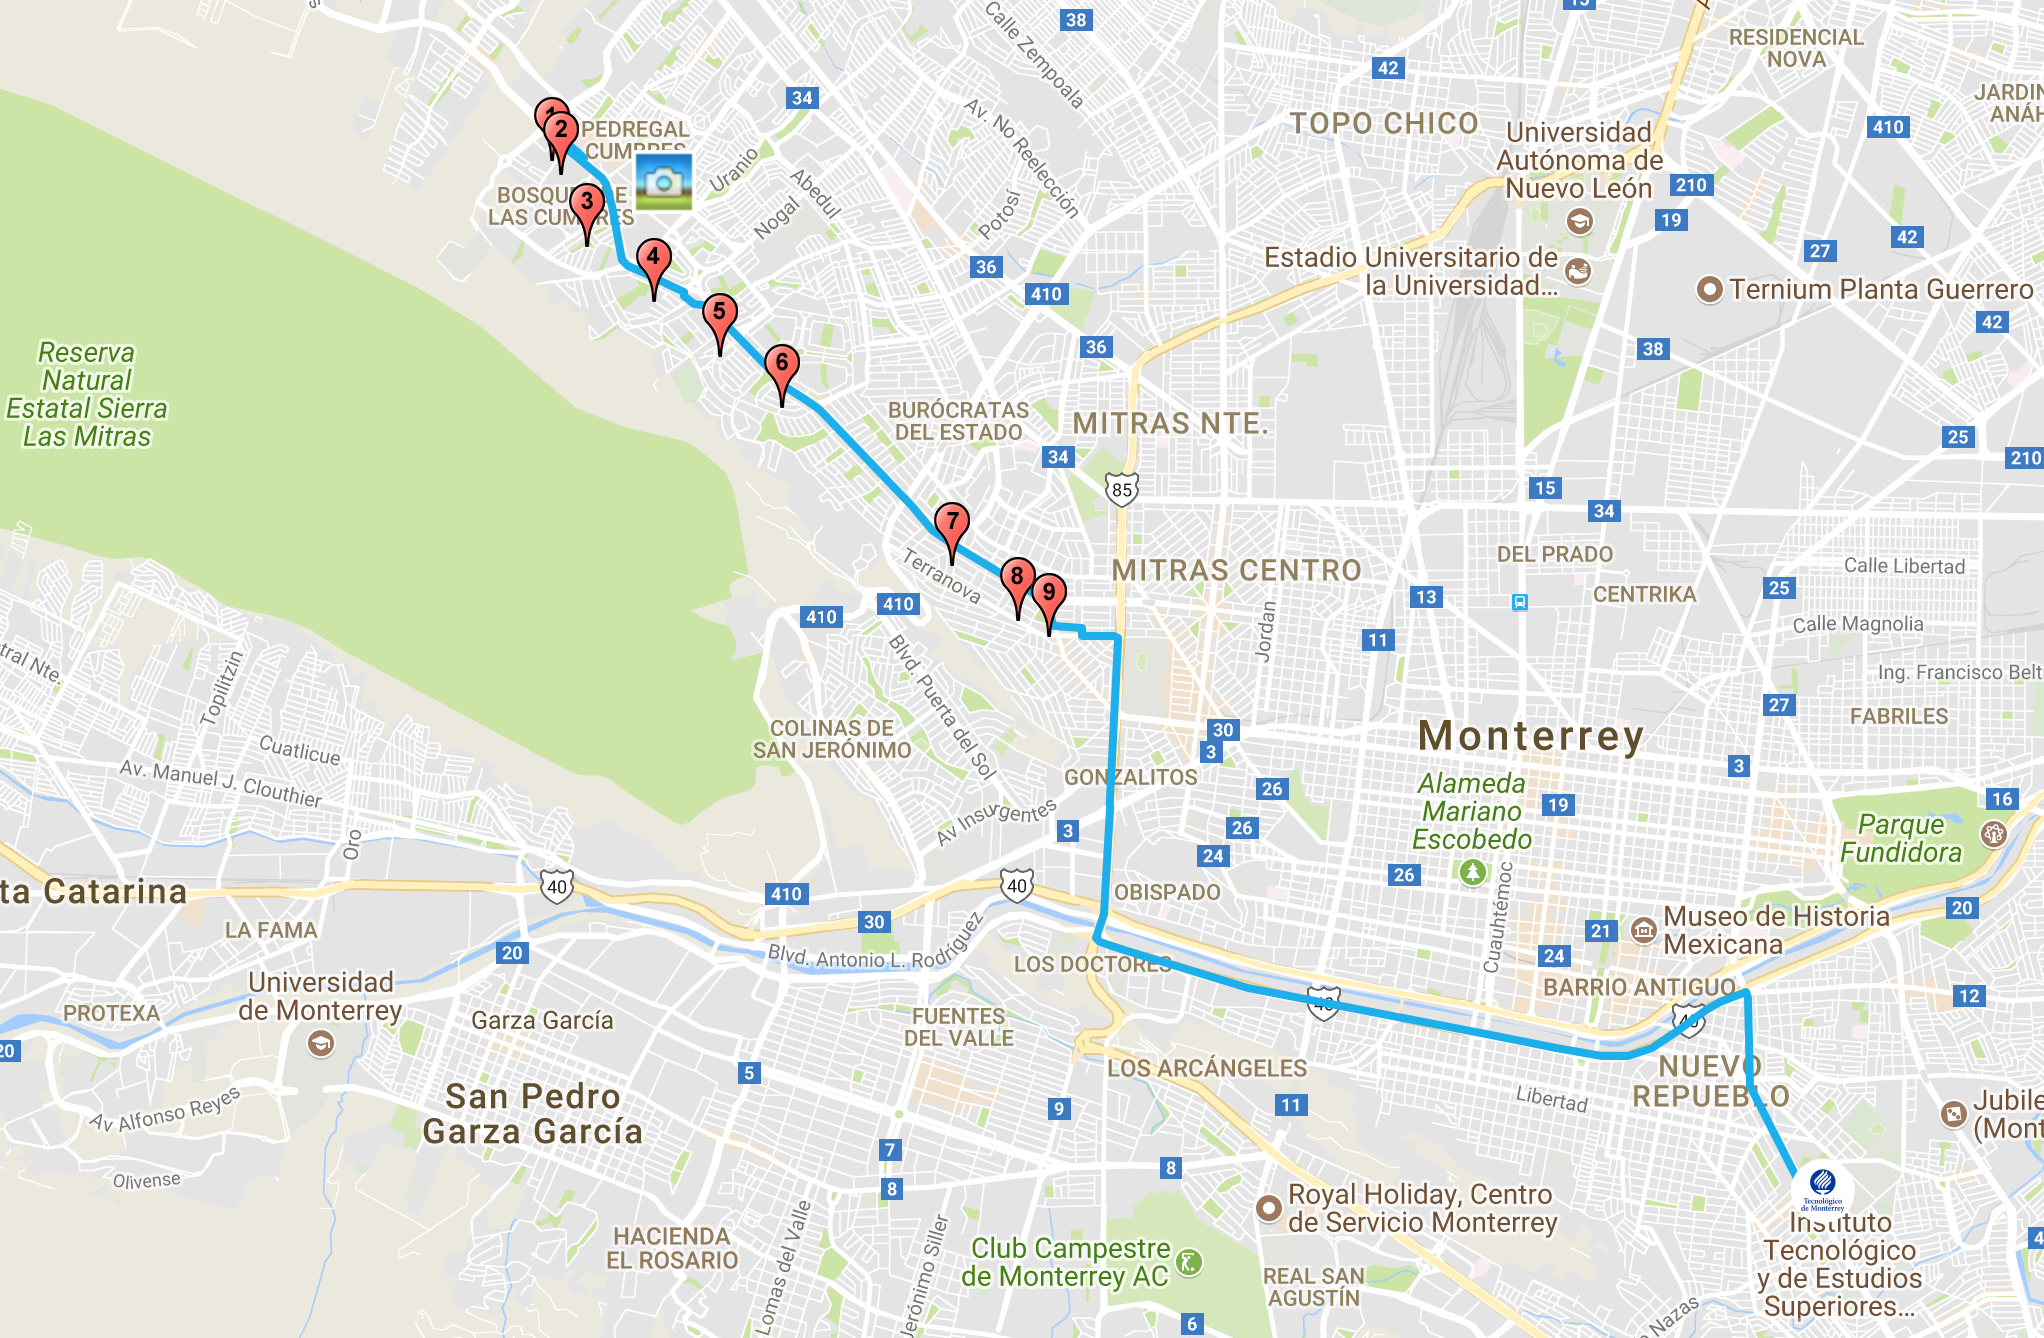 38
Calle Zempoala
13
RESIDENCIAL
NOVA
42
34
Av. No Reelección
JARDIN
ANÁH
TOPO CHICO
Universidad
Autónoma de
Nuevo León
410
1
2
PEDREGAL
CUMBRES
Uranio
Abedul
Nogal
Potosí
210
19
BOSQUE DE
LAS CUMBRES
3
27
42
4
36
410
Estadio Universitario de
la Universidad...
Ternium Planta Guerrero
42
5
36
38
6
Reserva
Natural
Estatal Sierra
Las Mitras
BURÓCRATAS
DEL ESTADO
MITRAS NTE.
34
25
210
85
15
34
7
Terranova
8
9
MITRAS CENTRO
DEL PRADO
Calle Libertad
CENTRIKA
25
13
410
410
Jordan
11
Calle Magnolia
tral Nte.
Topilitzin
Blvd. Puerta del Sol
Ing. Francisco Belt
27
FABRILES
COLINAS DE
SAN JERÓNIMO
30
3
Monterrey
Cuatlicue
Av. Manuel J. Clouthier
GONZALITOS
26
3
Alameda
Mariano
Escobedo
19
16
Av Insurgentes
3
26
24
Oro
Parque
Fundidora
26
Cuauhtémoc
ta Catarina
40
410
40
OBISPADO
30
LA FAMA
20
Blvd. Antonio L. Rodríguez
LOS DOCTORES
21
Museo de Historia
Mexicana
20
24
Universidad
de Monterrey
BARRIO ANTIGUO
12
PROTEXA
Garza García
FUENTES
DEL VALLE
40
40
20
5
LOS ARCÁNGELES
NUEVO
REPUEBLO
San Pedro
Garza García
Av Alfonso Reyes
9
11
Libertad
Jubile
(Mont
7
8
8
Olivense
Royal Holiday, Centro
de Servicio Monterrey
Tecnológico
de Monterrey
Instituto
Tecnológico
y de Estudios
Superiores...
HACIENDA
EL ROSARIO
Lomas del Valle
Jerónimo Siller
Club Campestre
de Monterrey AC
REAL SAN
AGUSTÍN
4
6
o Nazas